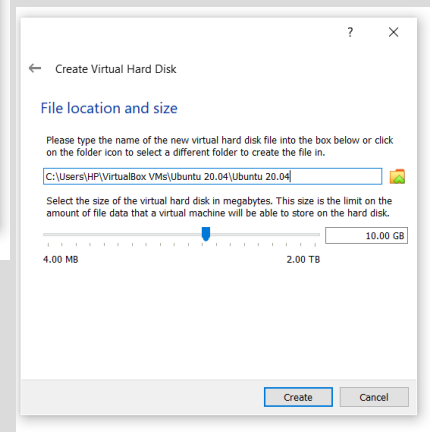 ?
Create Virtual Hard Disk
File location and size
Please type the name of the new virtual hard disk file into the box below or click
on the folder icon to select a different folder to create the file in.
C:\Users\HP\VirtualBox VMs\Ubuntu 20.04\Ubuntu 20.04
Select the size of the virtual hard disk in megabytes. This size is the limit on the
amount of file data that a virtual machine will be able to store on the hard disk.
10.00 GB
4.00 MB 2.00 TB
Create Cancel